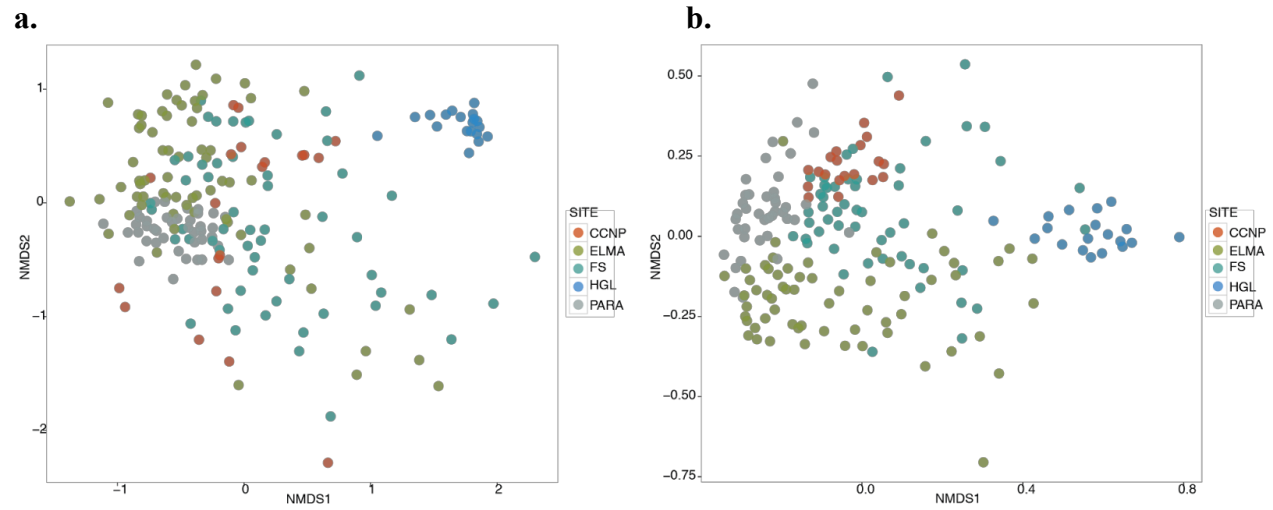 a.
1
0
−1
−2
NMDS2
−1
0
1
2
NMDS1
SITE
CCNP
ELMA
FS
HGL
PARA
b.
0.50
0.25
0.00
−0.25
−0.50
−0.75
NMDS2
0.0
0.4
0.8
NMDS1
SITE
CCNP
ELMA
FS
HGL
PARA